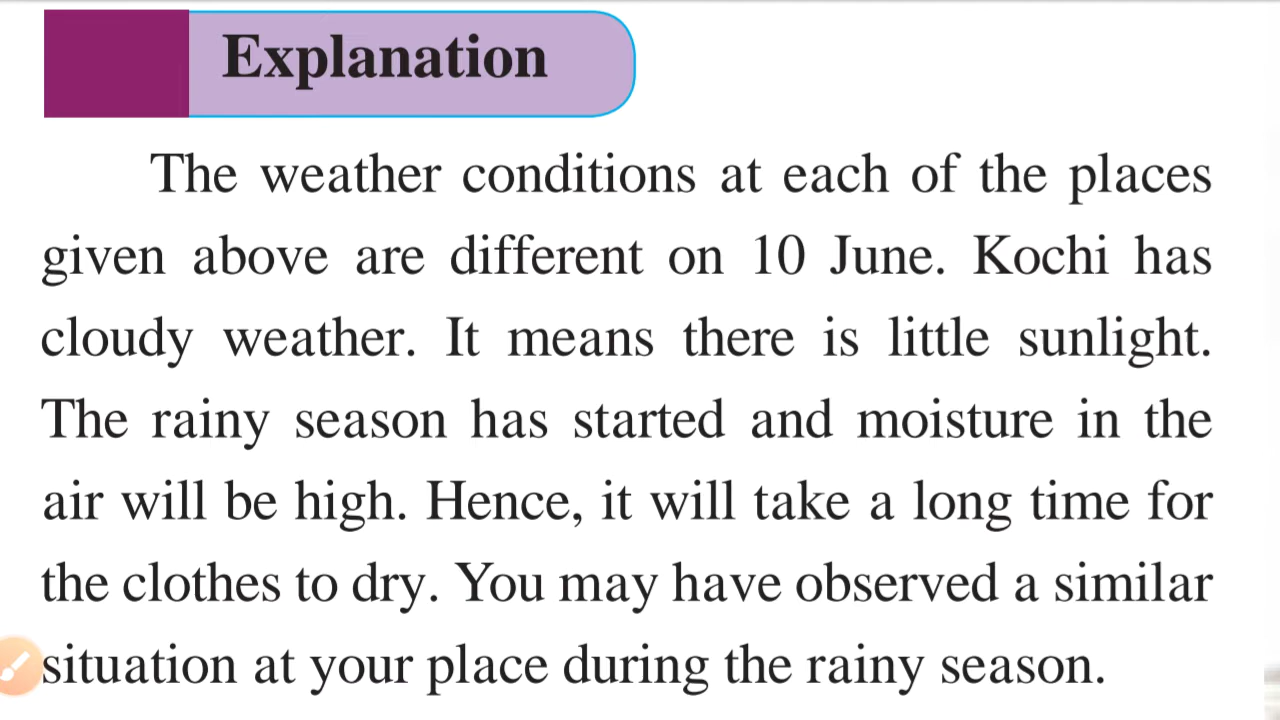 Explanation
The weather conditions at each of the places
given above are different on 10 June. Kochi has
cloudy weather. It means there is little sunlight.
The rainy season has started and moisture in the
air will be high. Hence, it will take a long time for
the clothes to dry. You may have observed a similar
situation at your place during the rainy season.